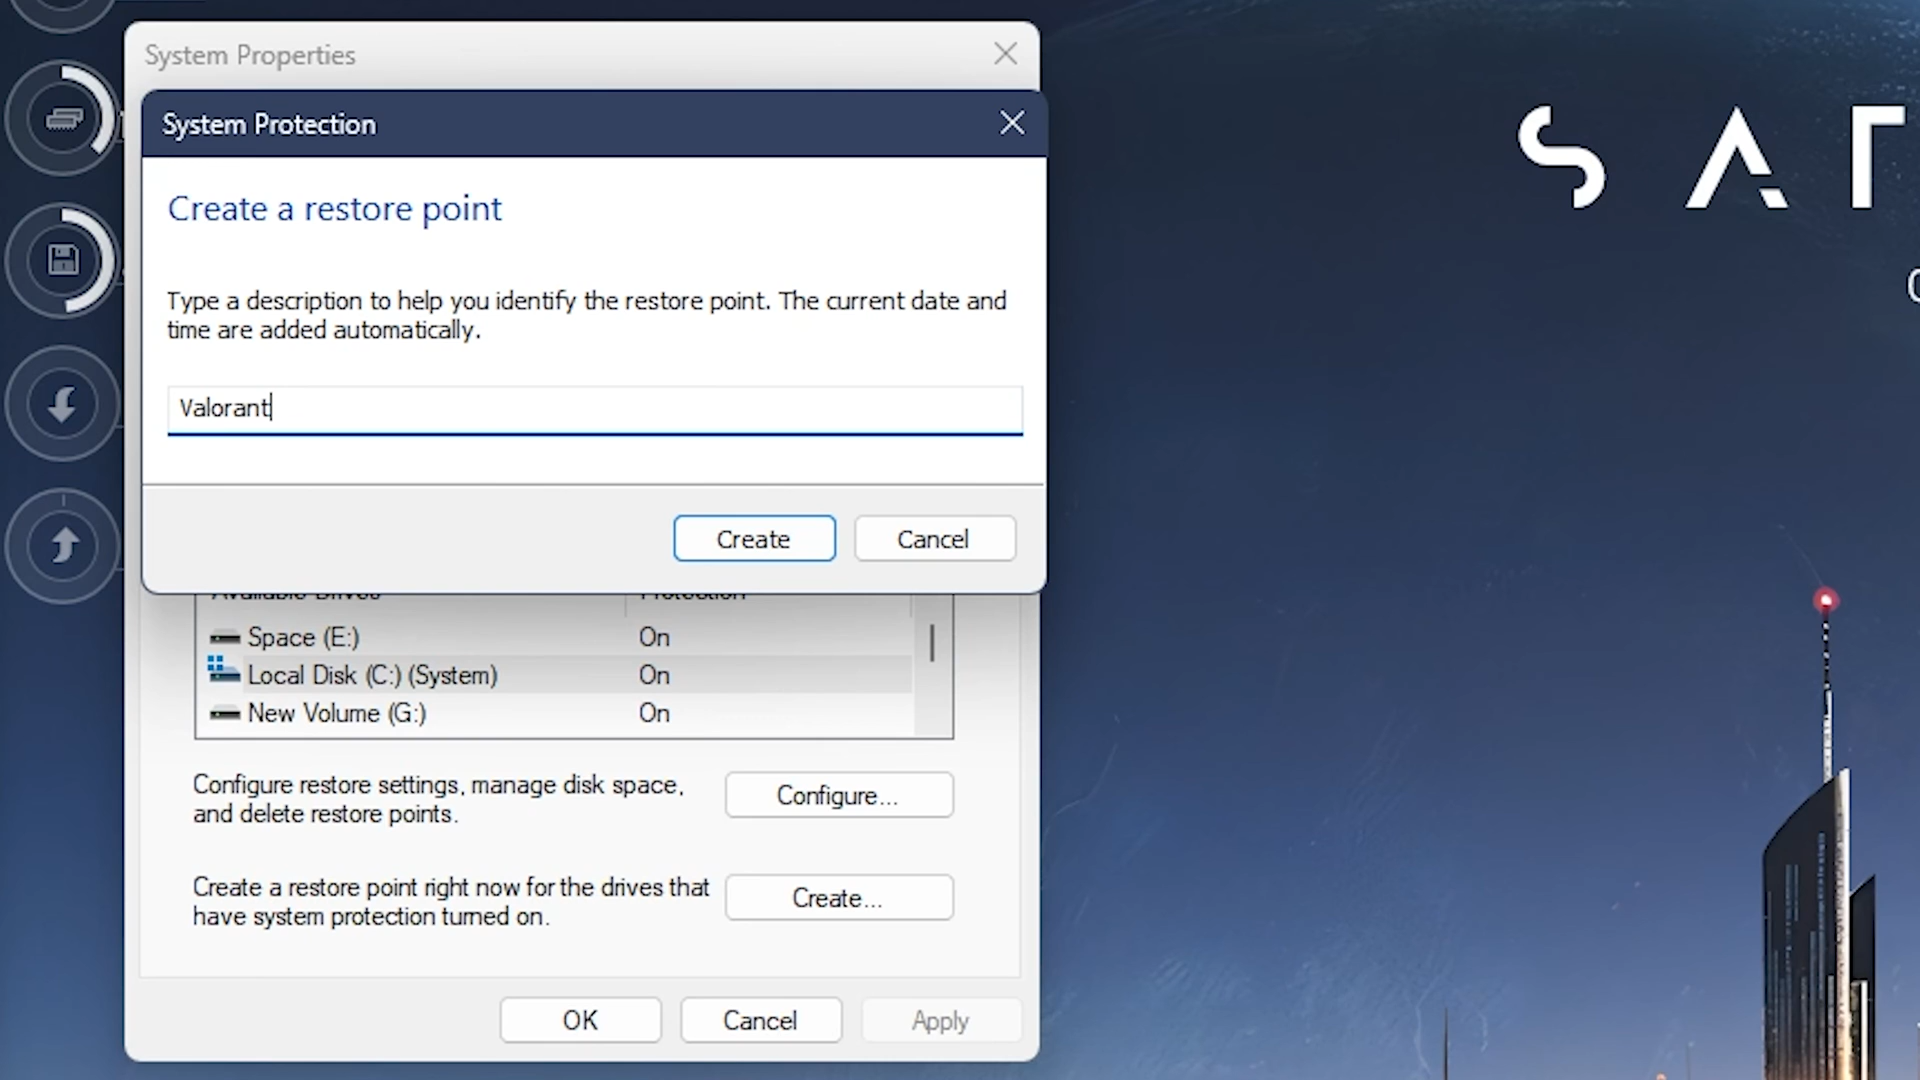 System Properties
System Protection
Create a restore point
Type a description to help you identify the restore point. The current date and
time are added automatically.
Valorant
Create
Cancel
Available Drives
Protection
Space (E:)
On
Local Disk (C:) (System)
On
New Volume (G:)
On
Configure restore settings, manage disk space,
and delete restore points.
Configure...
Create a restore point right now for the drives that
have system protection turned on.
Create...
OK
Cancel
Apply
S A